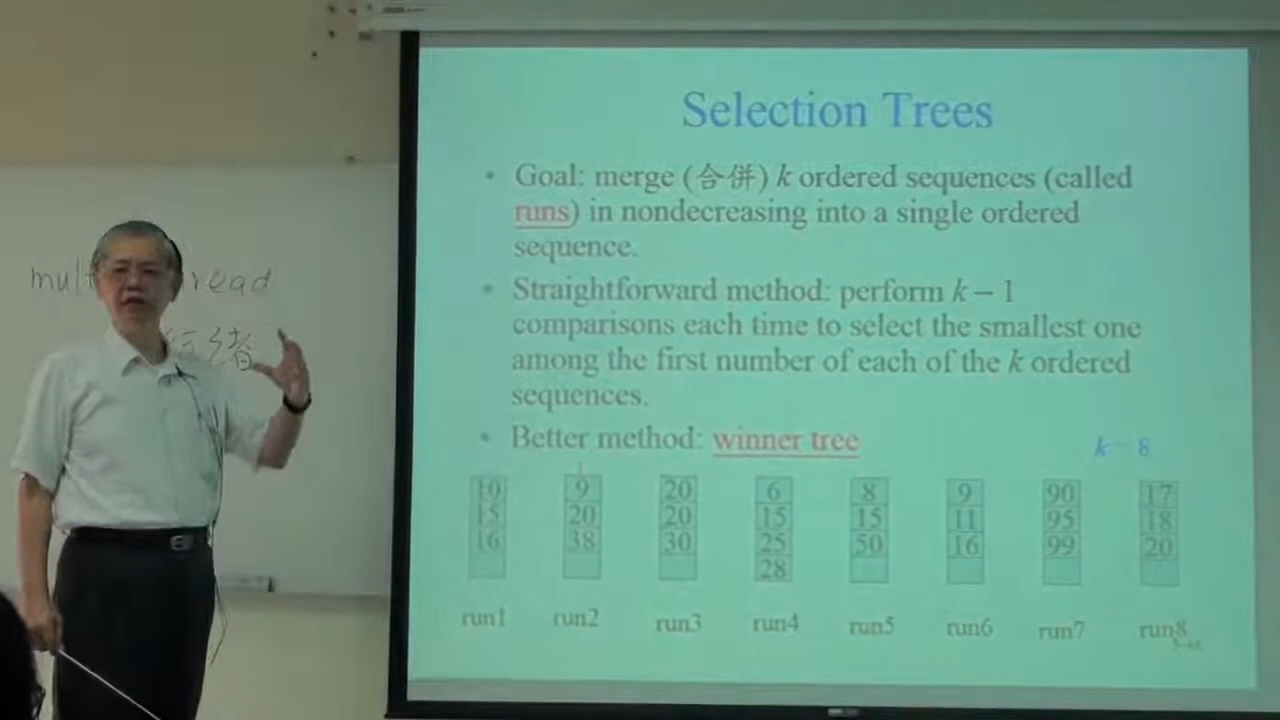 Selection Trees
• Goal: merge (合併) k ordered sequences (called
runs) in nondecreasing into a single ordered
sequence.
• Straightforward method: perform k – 1
comparisons each time to select the smallest one
among the first number of each of the k ordered
sequences.
• Better method: winner tree
k = 8
10 9 20 6 8 9 90 17
15 20 20 15 15 11 95 18
16 38 30 25 50 16 99 20
28
run1 run2 run3 run4 run5 run6 run7 run8
mult read
緒